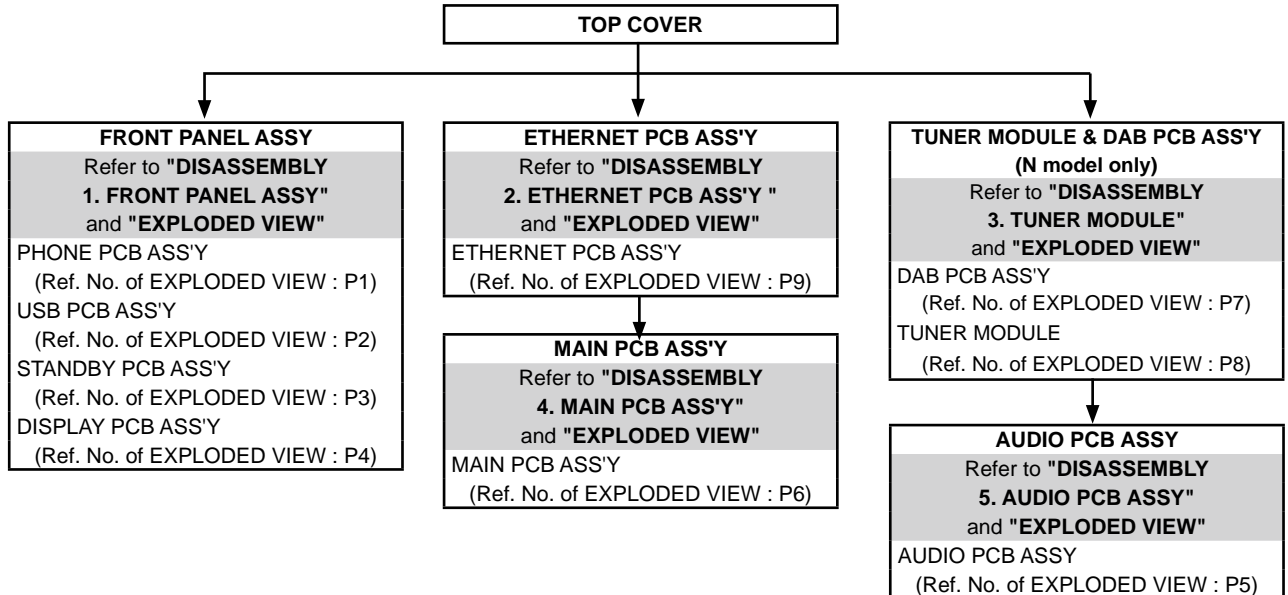 TOP COVER
FRONT PANEL ASSY
Refer to "DISASSEMBLY
1. FRONT PANEL ASSY"
and "EXPLODED VIEW"
PHONE PCB ASS'Y
(Ref. No. of EXPLODED VIEW : P1)
USB PCB ASS'Y
(Ref. No. of EXPLODED VIEW : P2)
STANDBY PCB ASS'Y
(Ref. No. of EXPLODED VIEW : P3)
DISPLAY PCB ASS'Y
(Ref. No. of EXPLODED VIEW : P4)
ETHERNET PCB ASS'Y
Refer to "DISASSEMBLY
2. ETHERNET PCB ASS'Y "
and "EXPLODED VIEW"
ETHERNET PCB ASS'Y
(Ref. No. of EXPLODED VIEW : P9)
MAIN PCB ASS'Y
Refer to "DISASSEMBLY
4. MAIN PCB ASS'Y"
and "EXPLODED VIEW"
MAIN PCB ASS'Y
(Ref. No. of EXPLODED VIEW : P6)
TUNER MODULE & DAB PCB ASS'Y
(N model only)
Refer to "DISASSEMBLY
3. TUNER MODULE"
and "EXPLODED VIEW"
DAB PCB ASS'Y
(Ref. No. of EXPLODED VIEW : P7)
TUNER MODULE
(Ref. No. of EXPLODED VIEW : P8)
AUDIO PCB ASSY
Refer to "DISASSEMBLY
5. AUDIO PCB ASSY"
and "EXPLODED VIEW"
AUDIO PCB ASSY
(Ref. No. of EXPLODED VIEW : P5)